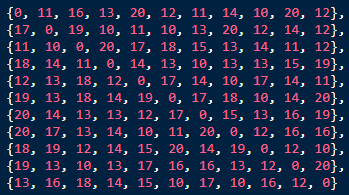 {0, 11, 16, 13, 20, 12, 11, 14, 10, 20, 12},
{17, 0, 19, 10, 11, 10, 13, 20, 12, 14, 12},
{11, 10, 0, 20, 17, 18, 15, 13, 14, 11, 12},
{18, 14, 11, 0, 14, 13, 10, 13, 13, 15, 19},
{12, 13, 18, 12, 0, 17, 14, 10, 17, 14, 11},
{19, 13, 18, 14, 19, 0, 17, 18, 10, 14, 20},
{20, 14, 13, 13, 12, 17, 0, 15, 13, 16, 19},
{20, 17, 13, 14, 10, 11, 20, 0, 12, 16, 16},
{18, 19, 12, 14, 15, 20, 14, 19, 0, 12, 10},
{19, 13, 10, 13, 17, 16, 16, 13, 12, 0, 20},
{13, 16, 18, 14, 15, 10, 17, 10, 16, 12, 0}